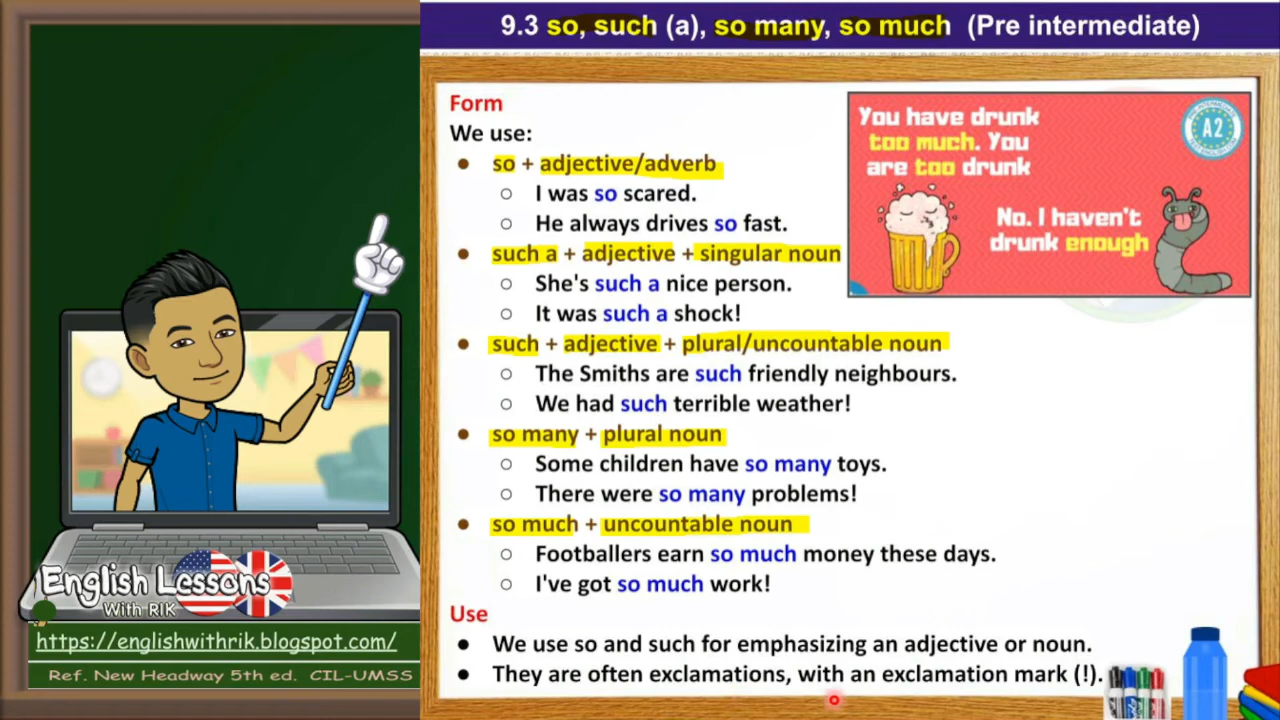 9.3 so, such (a), so many, so much (Pre intermediate)
Form
We use:
● so + adjective/adverb
○ I was so scared.
○ He always drives so fast.
● such a + adjective + singular noun
○ She's such a nice person.
○ It was such a shock!
● such + adjective + plural/uncountable noun
○ The Smiths are such friendly neighbours.
○ We had such terrible weather!
● so many + plural noun
○ Some children have so many toys.
○ There were so many problems!
● so much + uncountable noun
○ Footballers earn so much money these days.
○ I've got so much work!
Use
● We use so and such for emphasizing an adjective or noun.
● They are often exclamations, with an exclamation mark (!).
You have drunk
too much. You
are too drunk
No. I haven't
drunk enough
A2
English Lessons
With RIK
https://englishwithrik.blogspot.com/
Ref. New Headway 5th ed. CIL-UMSS